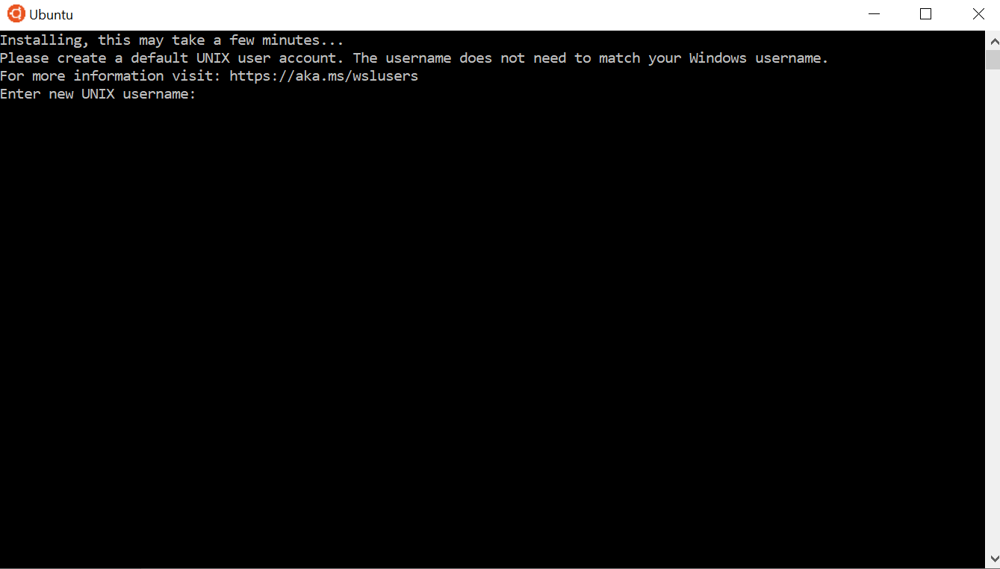 Ubuntu
Installing, this may take a few minutes...
Please create a default UNIX user account. The username does not need to match your Windows username.
For more information visit: https://aka.ms/wslusers
Enter new UNIX username: